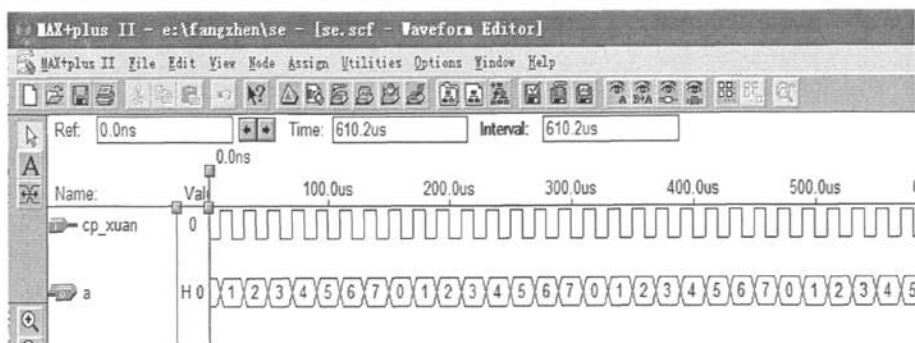 MAX+plus II - e:\fangzhen\se - [se.scf - Waveform Editor]
MAX+plus II File Edit View Node Assign Utilities Options Window Help
Ref: 0.0ns Time: 610.2us Interval: 610.2us
0.0ns
Name: Valu 100.0us 200.0us 300.0us 400.0us 500.0us
cp_xuan 0
a H 0 1 2 3 4 5 6 7 0 1 2 3 4 5 6 7 0 1 2 3 4 5 6 7 0 1 2 3 4 5